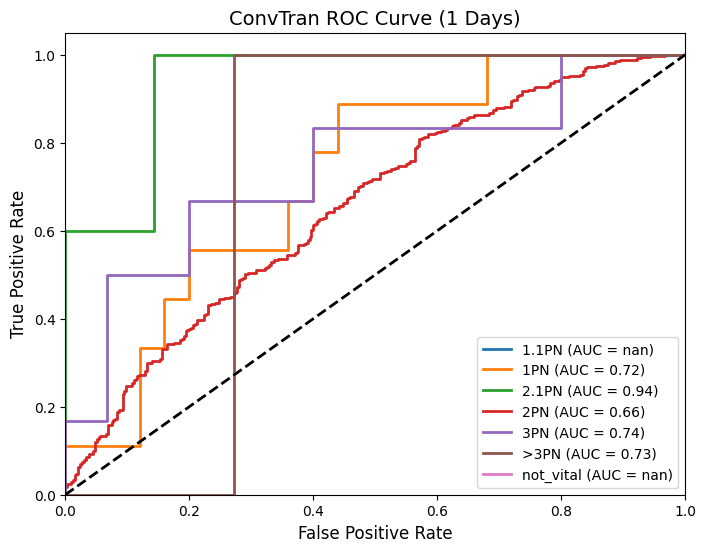 ConvTran ROC Curve (1 Days)
True Positive Rate
1.0
0.8
0.6
0.4
0.2
0.0
1.1PN (AUC = nan)
1PN (AUC = 0.72)
2.1PN (AUC = 0.94)
2PN (AUC = 0.66)
3PN (AUC = 0.74)
>3PN (AUC = 0.73)
not_vital (AUC = nan)
0.0 0.2 0.4 0.6 0.8 1.0
False Positive Rate